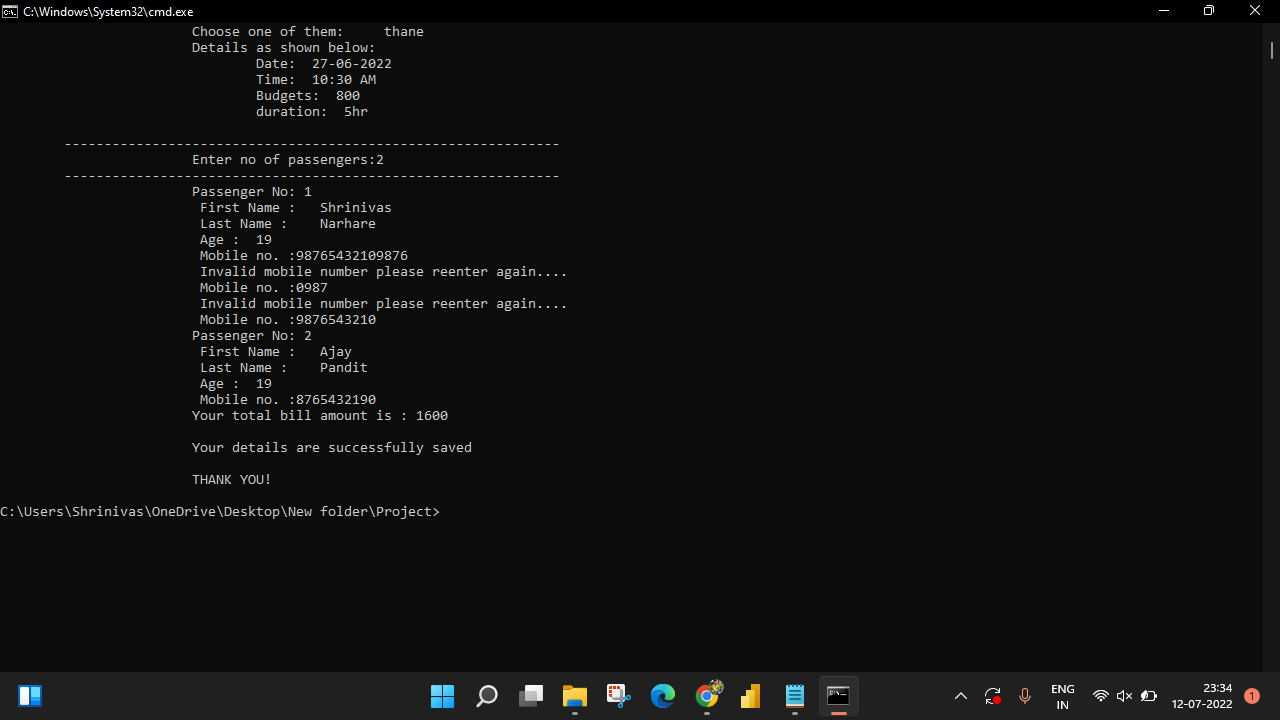 C:\Windows\System32\cmd.exe
Choose one of them: thane
Details as shown below:
Date: 27-06-2022
Time: 10:30 AM
Budgets: 800
duration: 5hr
--------------------------------------------------------------
Enter no of passengers:2
--------------------------------------------------------------
Passenger No: 1
First Name : Shrinivas
Last Name : Narhare
Age : 19
Mobile no. :98765432109876
Invalid mobile number please reenter again....
Mobile no. :0987
Invalid mobile number please reenter again....
Mobile no. :9876543210
Passenger No: 2
First Name : Ajay
Last Name : Pandit
Age : 19
Mobile no. :8765432190
Your total bill amount is : 1600
Your details are successfully saved
THANK YOU!
C:\Users\Shrinivas\OneDrive\Desktop\New folder\Project>
ENG
IN
23:34
12-07-2022
1